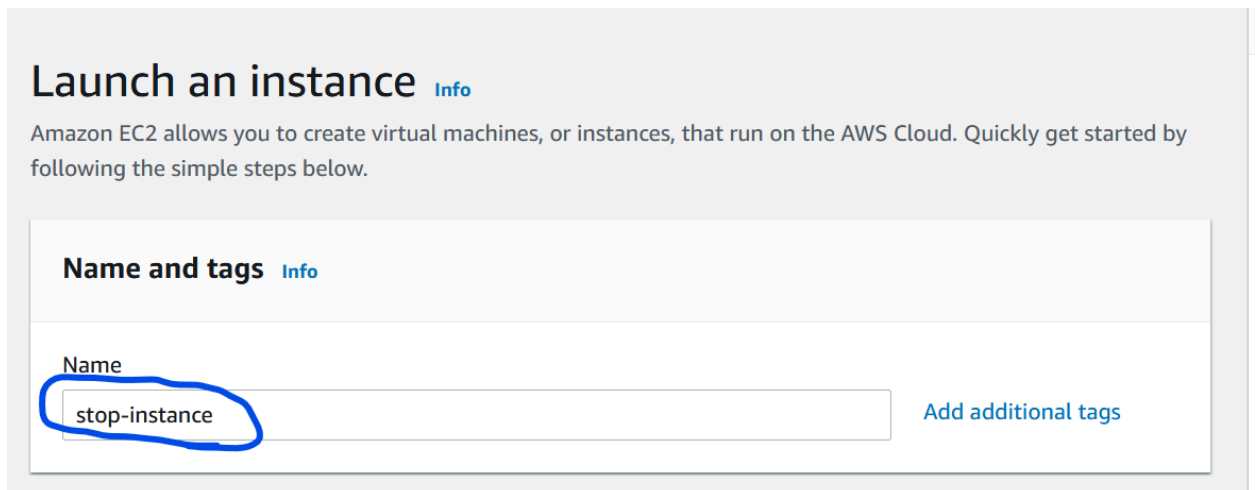 Launch an instance Info
Amazon EC2 allows you to create virtual machines, or instances, that run on the AWS Cloud. Quickly get started by
following the simple steps below.
Name and tags Info
Name
stop-instance
Add additional tags